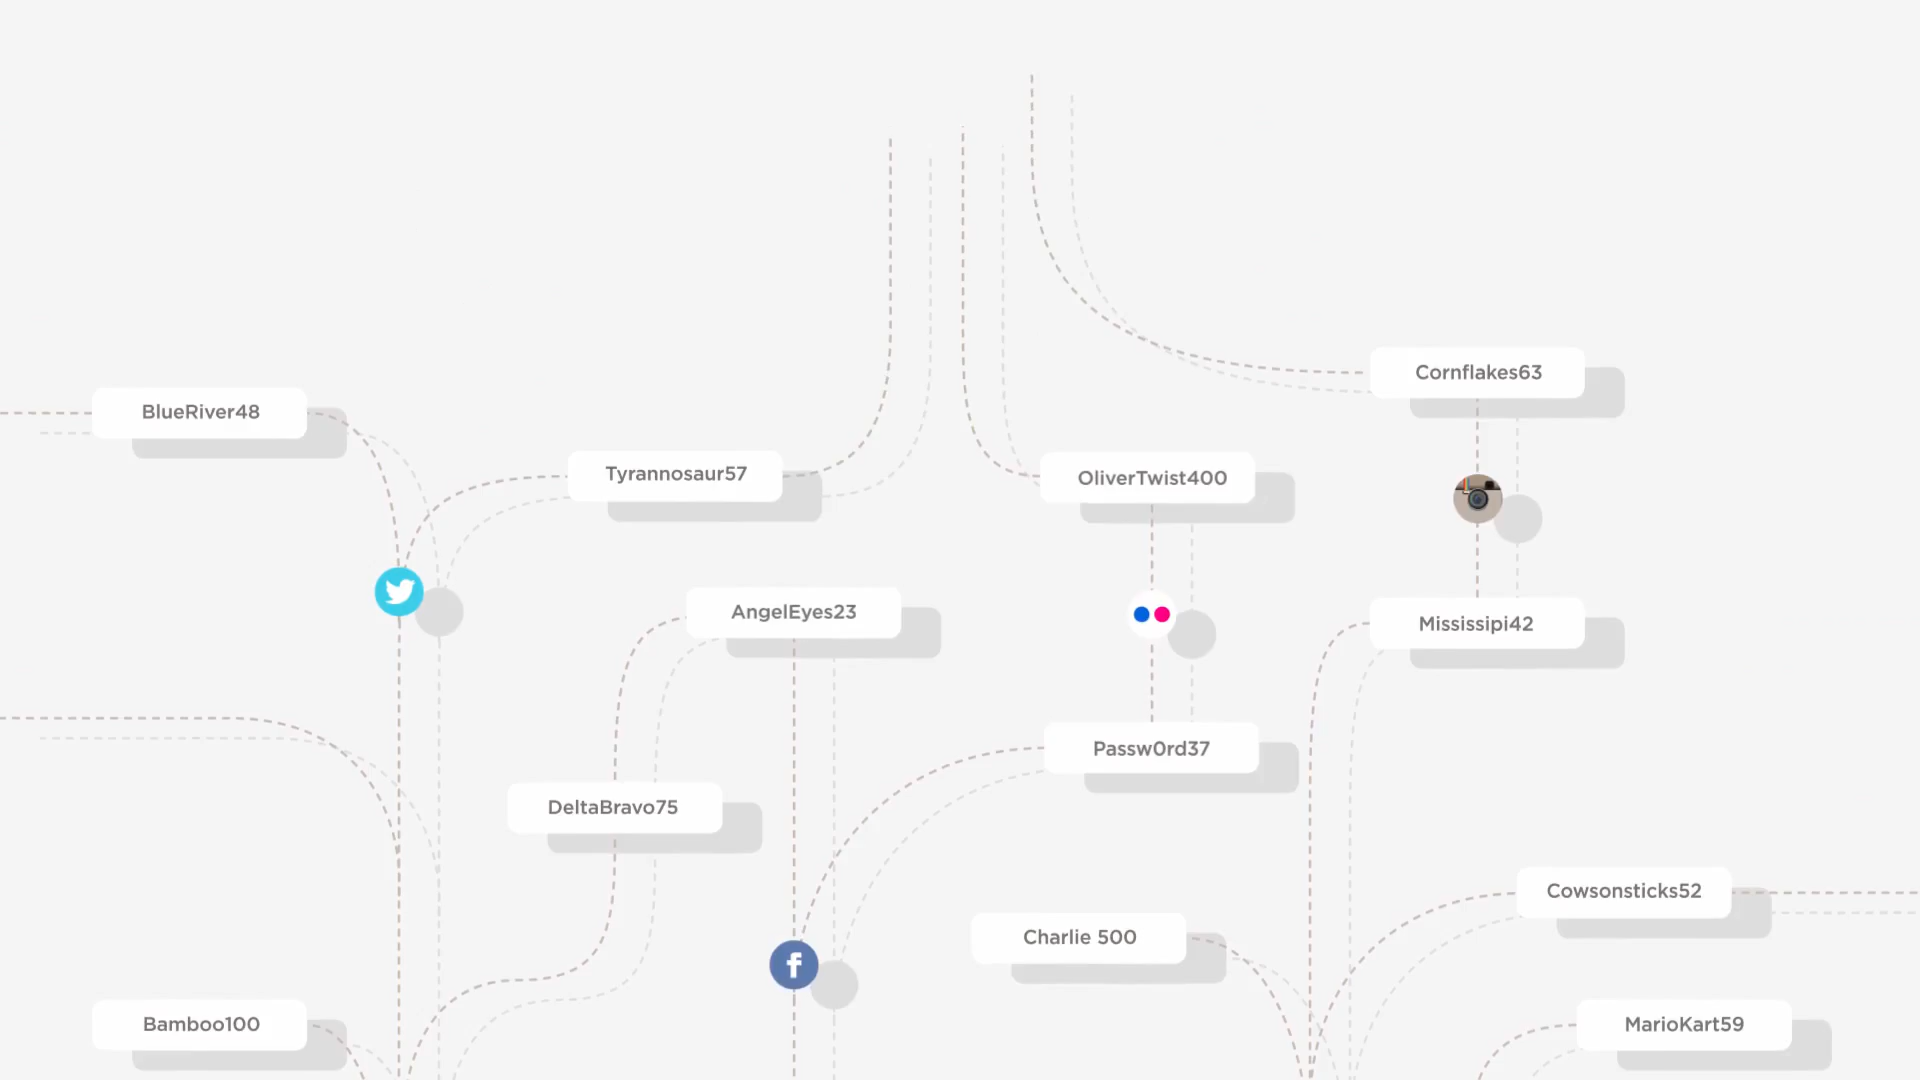 Cornflakes63
BlueRiver48
Tyrannosaur57
OliverTwist400
AngelEyes23
Mississipi42
Passw0rd37
DeltaBravo75
Cowsonsticks52
Charlie 500
Bamboo100
MarioKart59